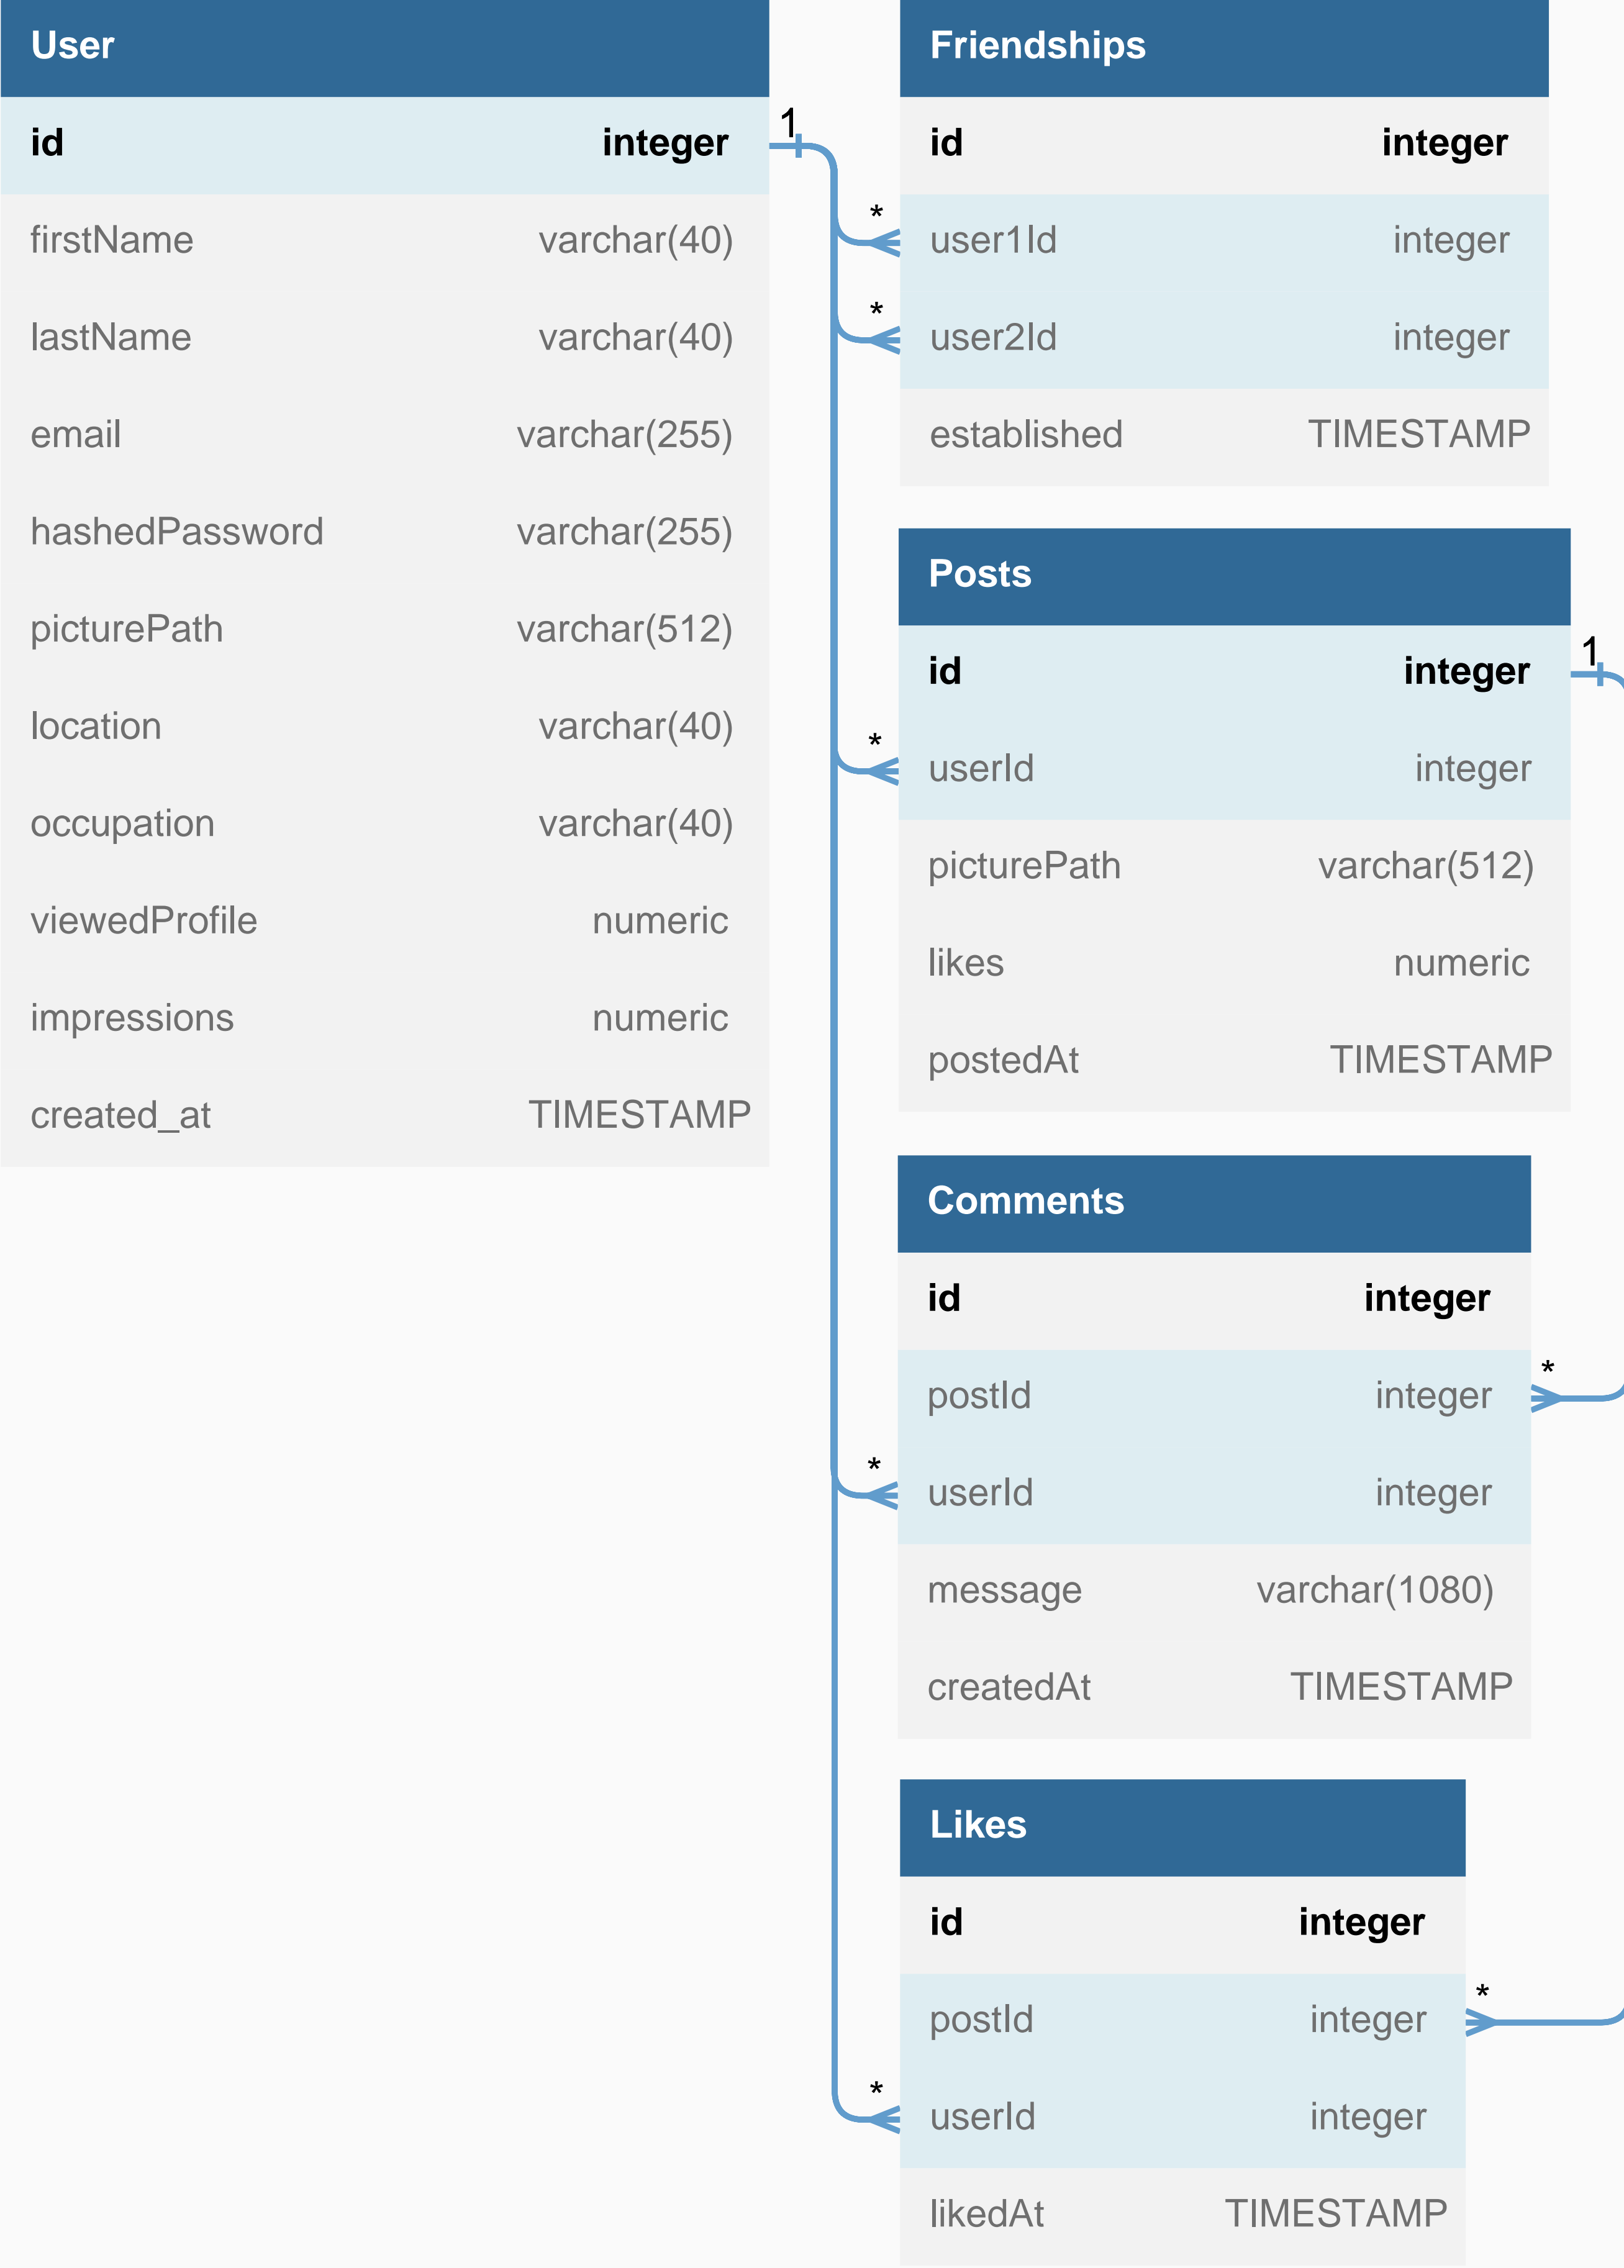 User
id integer
firstName varchar(40)
lastName varchar(40)
email varchar(255)
hashedPassword varchar(255)
picturePath varchar(512)
location varchar(40)
occupation varchar(40)
viewedProfile numeric
impressions numeric
created_at TIMESTAMP
1
Friendships
id integer
* user1Id integer
* user2Id integer
established TIMESTAMP
Posts
id integer 1
* userId integer
picturePath varchar(512)
likes numeric
postedAt TIMESTAMP
Comments
id integer
postId integer *
* userId integer
message varchar(1080)
createdAt TIMESTAMP
Likes
id integer
postId integer *
* userId integer
likedAt TIMESTAMP